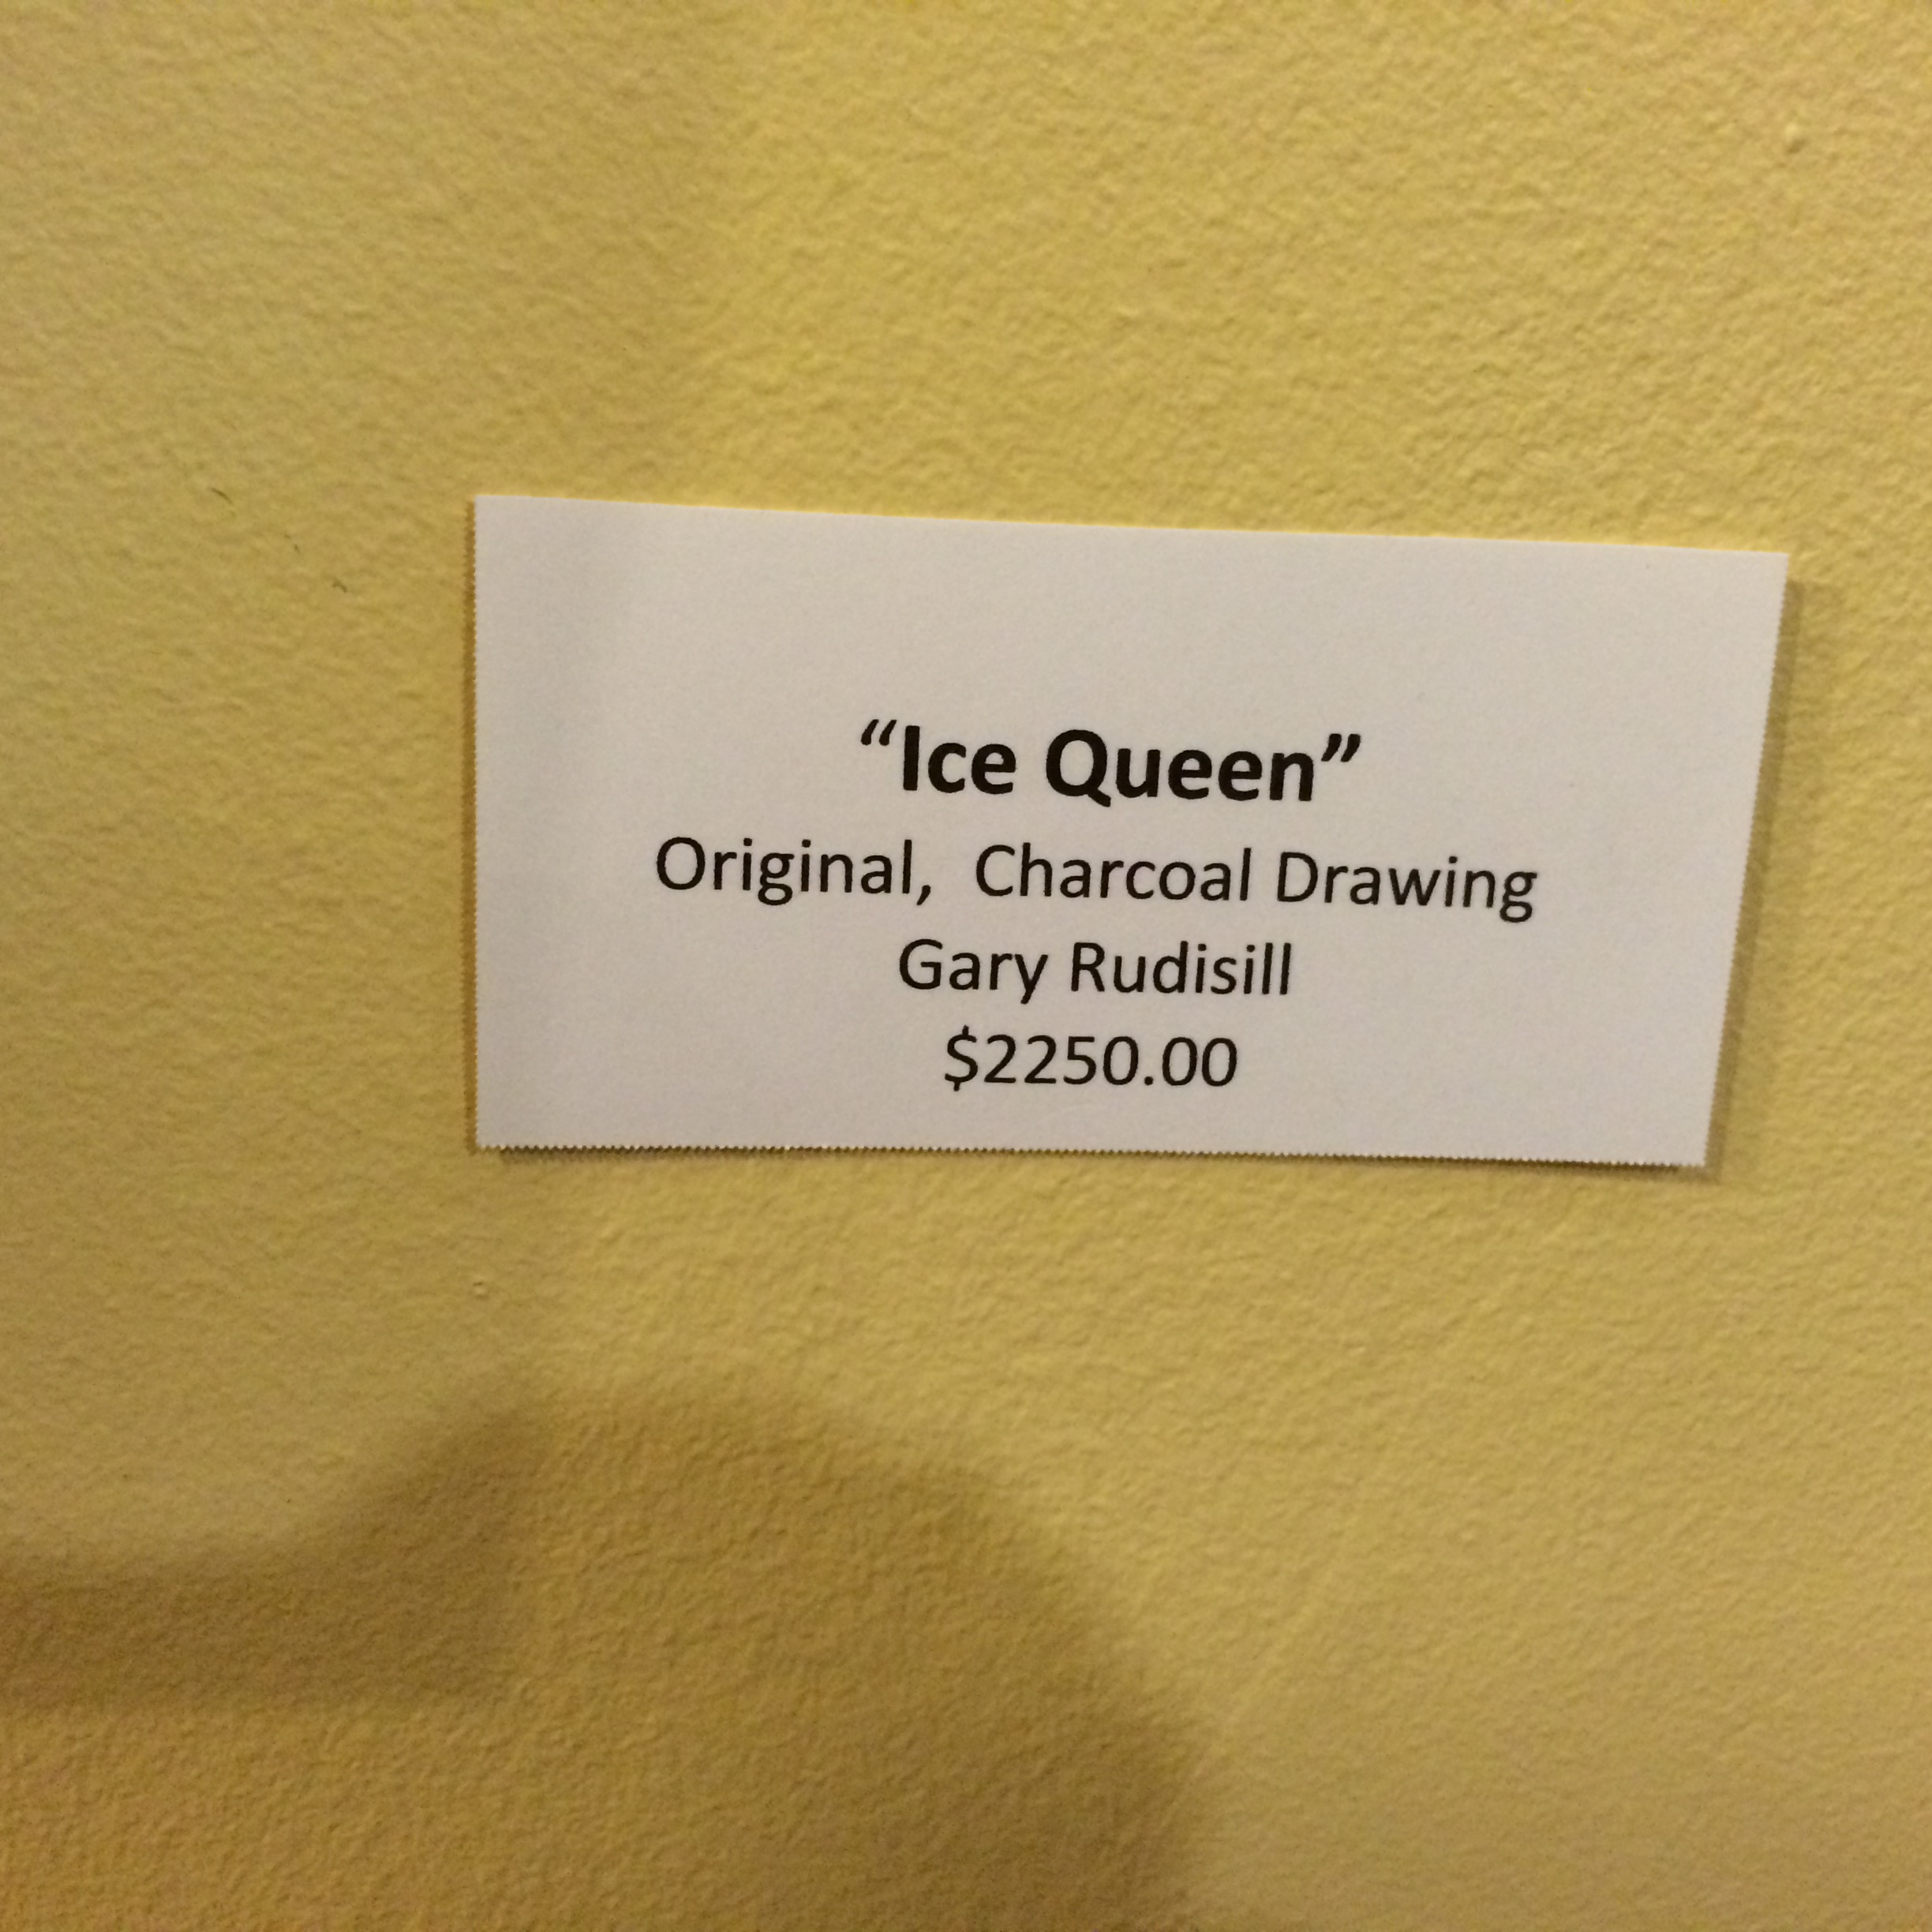 “Ice Queen”
Original,  Charcoal Drawing
Gary Rudisill
$2250.00